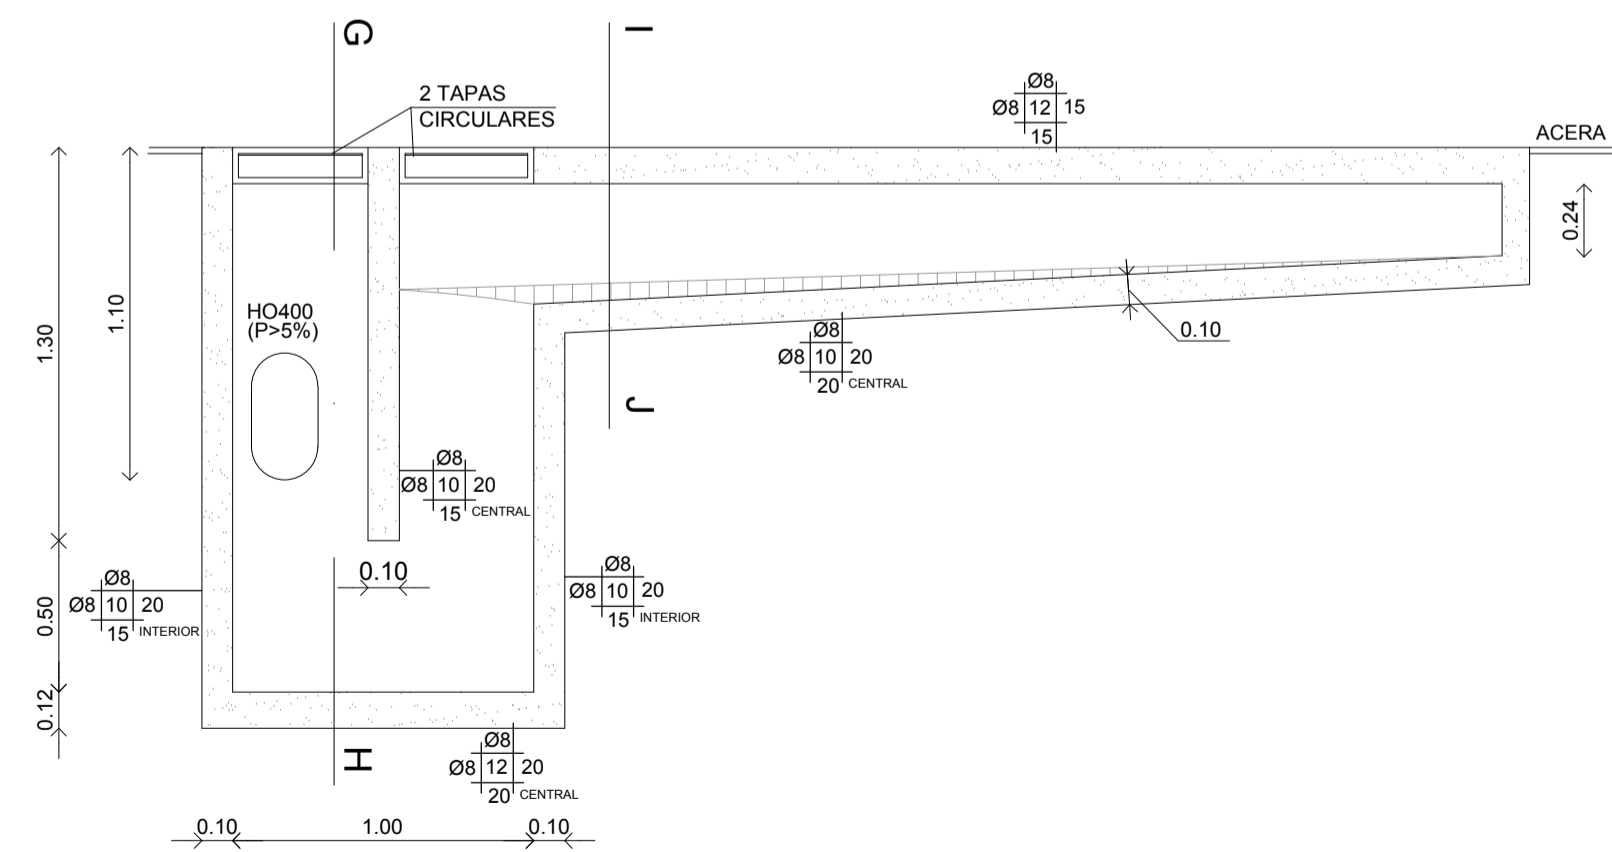 G
I
2 TAPAS
CIRCULARES
Ø8
Ø8 12 15
15
ACERA
0.24
1.30
1.10
HO400
(P>5%)
0.10
Ø8
Ø8 10 20
20 CENTRAL
J
Ø8
Ø8 10 20
15 CENTRAL
0.10
Ø8
Ø8 10 20
15 INTERIOR
Ø8
Ø8 10 20
15 INTERIOR
0.50
0.12
H
Ø8
Ø8 12 20
20 CENTRAL
0.10
1.00
0.10